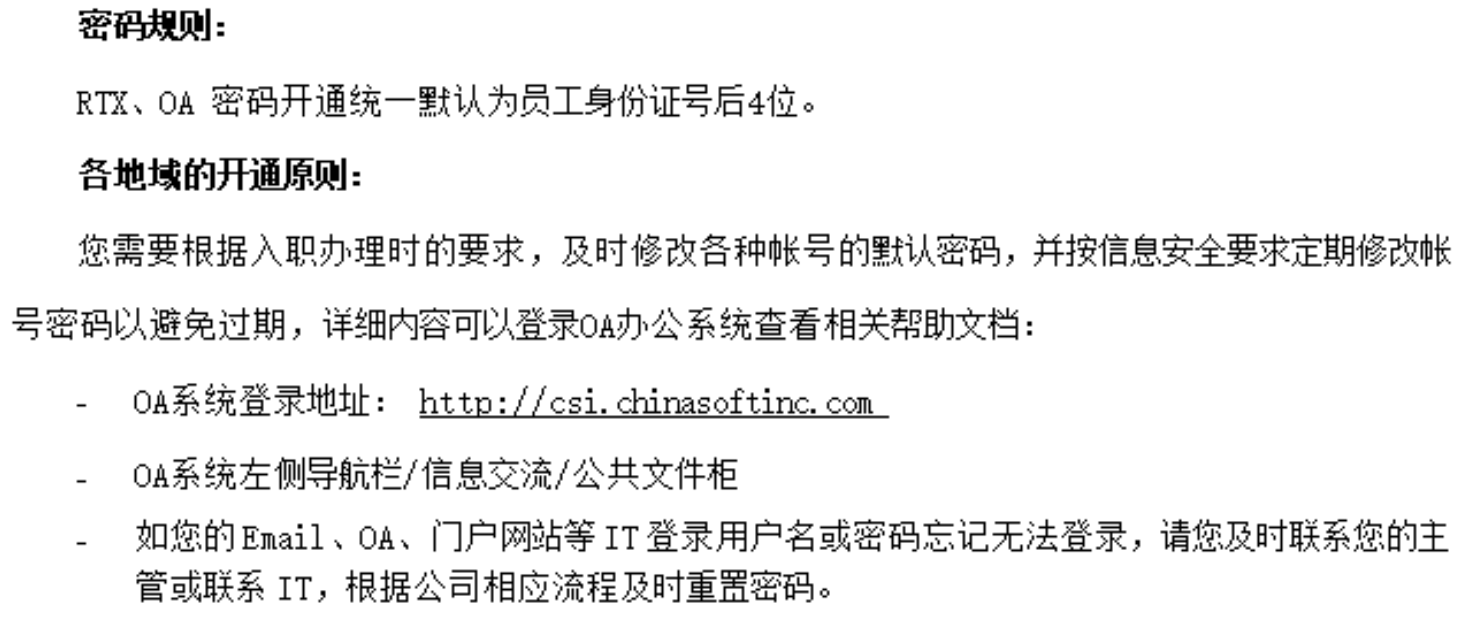 密码规则：
RTX、OA 密码开通统一默认为员工身份证号后4位。
各地域的开通原则：
您需要根据入职办理时的要求，及时修改各种帐号的默认密码，并按信息安全要求定期修改帐
号密码以避免过期，详细内容可以登录OA办公系统查看相关帮助文档：
- OA系统登录地址： http://csi.chinasoftinc.com
- OA系统左侧导航栏/信息交流/公共文件柜
- 如您的Email、OA、门户网站等 IT 登录用户名或密码忘记无法登录，请您及时联系您的主
管或联系 IT，根据公司相应流程及时重置密码。